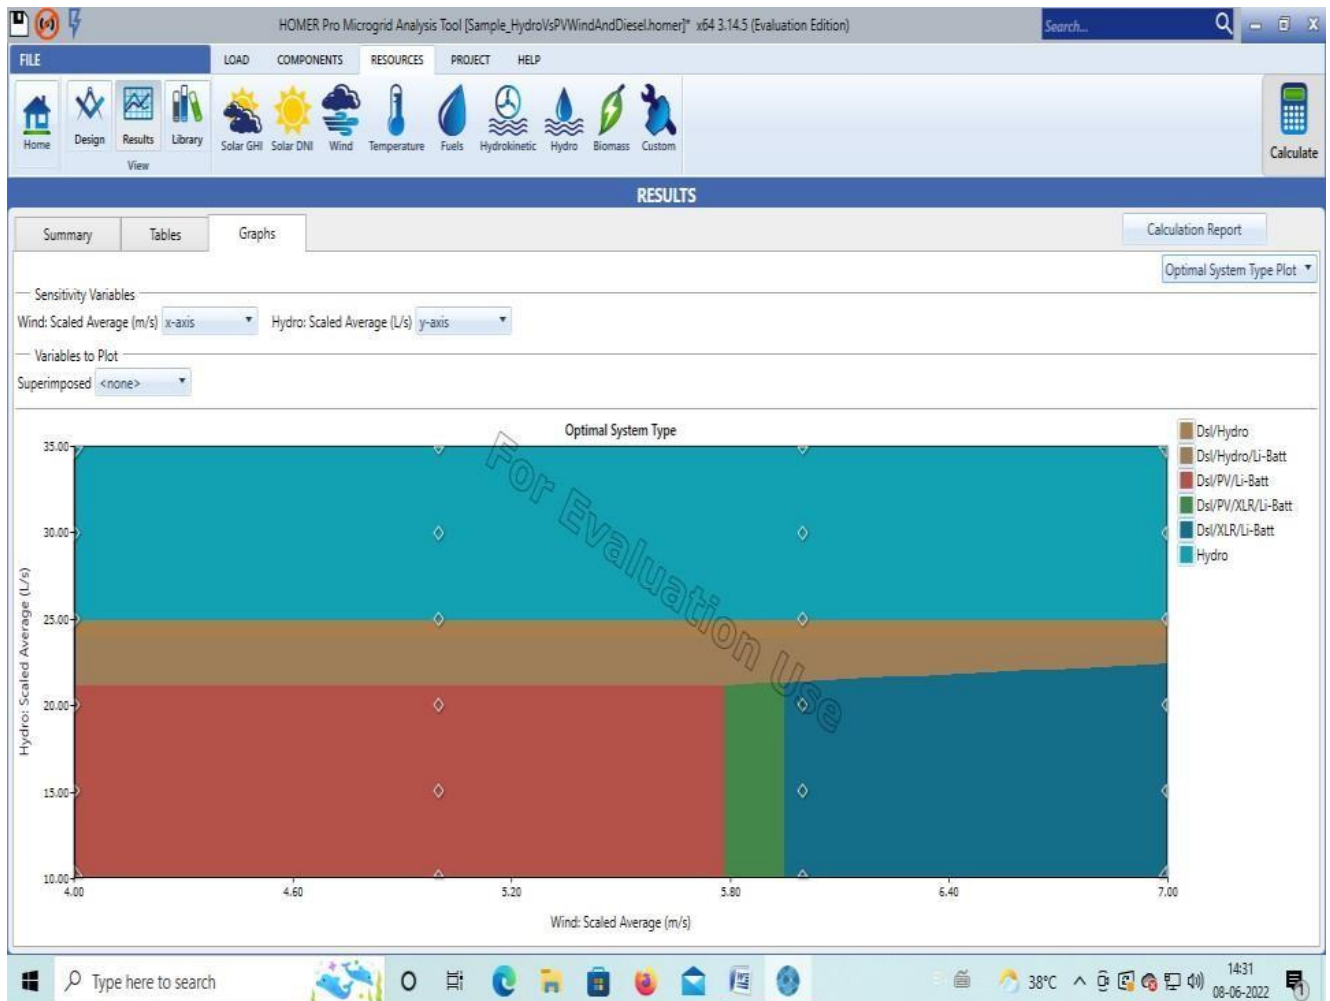 HOMER Pro Microgrid Analysis Tool [Sample_HydroVsPVWindAndDiesel.homer]* x64 3.14.5 (Evaluation Edition)
Search...
FILE
LOAD COMPONENTS RESOURCES PROJECT HELP
Home
Design Results Library
View
Solar GHI Solar DNI Wind Temperature Fuels Hydrokinetic Hydro Biomass Custom
Calculate
RESULTS
Summary Tables Graphs
Calculation Report
Optimal System Type Plot
Sensitivity Variables
Wind: Scaled Average (m/s) x-axis Hydro: Scaled Average (L/s) y-axis
Variables to Plot
Superimposed <none>
Optimal System Type
35.00
30.00
25.00
20.00
15.00
10.00
Hydro: Scaled Average (L/s)
For Evaluation Use
4.00 4.60 5.20 5.80 6.40 7.00
Wind: Scaled Average (m/s)
Dsl/Hydro
Dsl/Hydro/Li-Batt
Dsl/PV/Li-Batt
Dsl/PV/XLR/Li-Batt
Dsl/XLR/Li-Batt
Hydro
Type here to search
38°C
14:31
08-06-2022
1